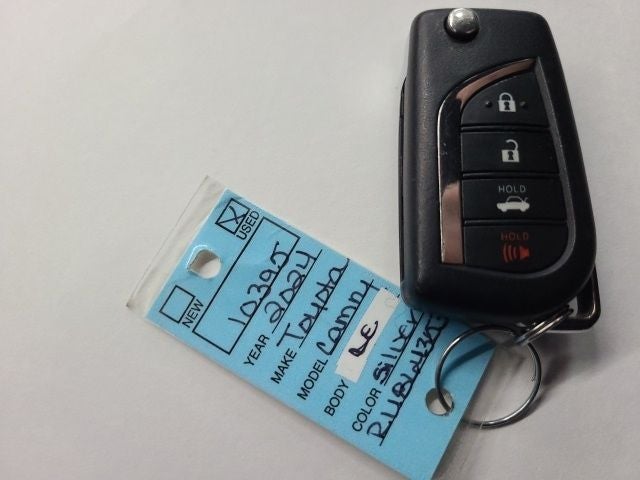 USED
NEW
10395
YEAR 2024
MAKE Toyota
MODEL Camry
BODY LE
COLOR Silver
HOLD
HOLD